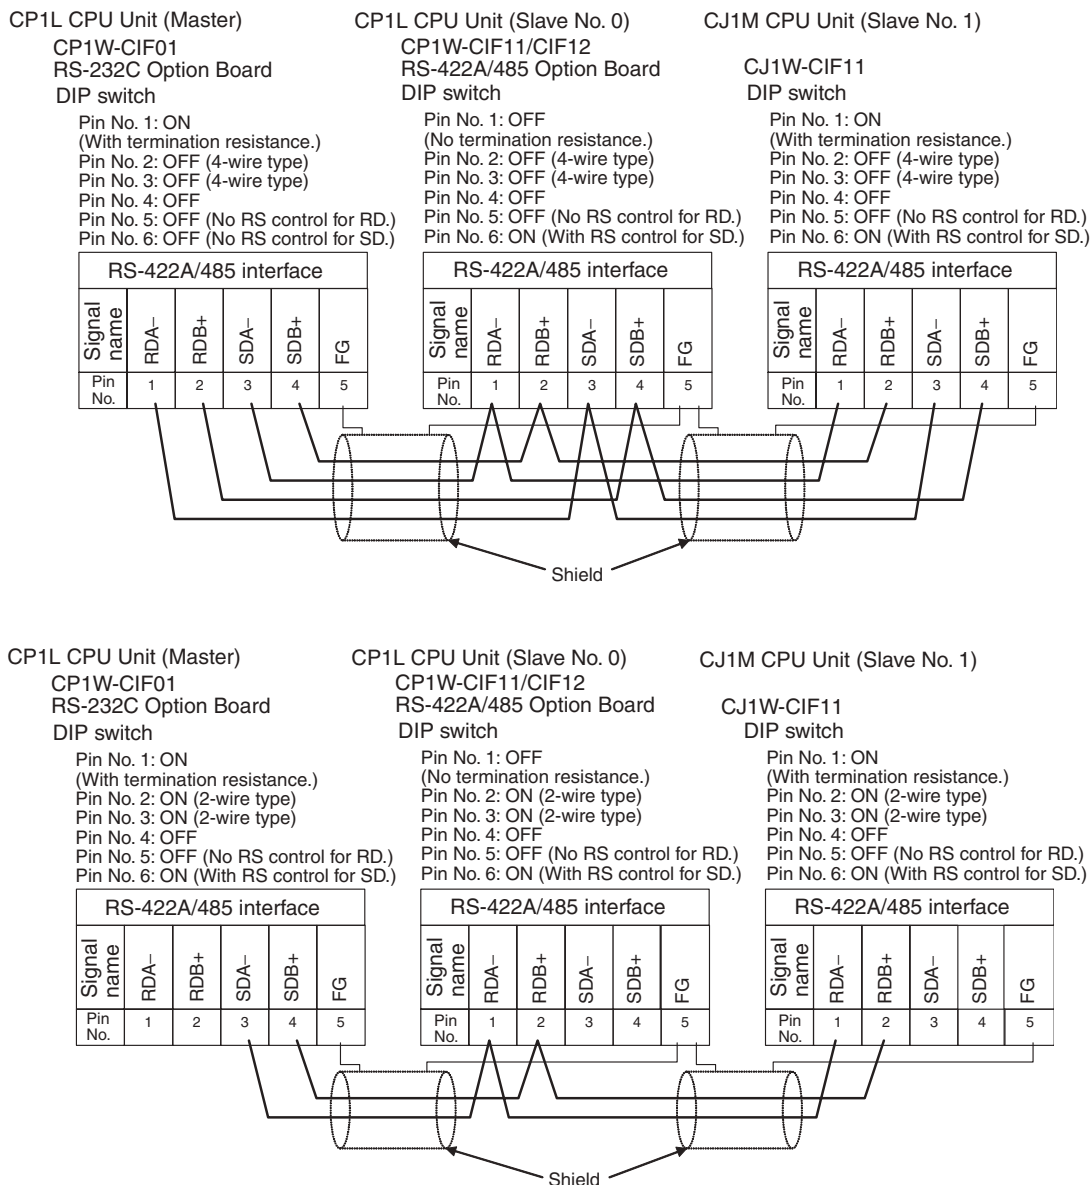 CP1L CPU Unit (Master)
CP1W-CIF01
RS-232C Option Board
DIP switch
Pin No. 1: ON
(With termination resistance.)
Pin No. 2: OFF (4-wire type)
Pin No. 3: OFF (4-wire type)
Pin No. 4: OFF
Pin No. 5: OFF (No RS control for RD.)
Pin No. 6: OFF (No RS control for SD.)
RS-422A/485 interface
Signal name RDA− RDB+ SDA− SDB+ FG
Pin No. 1 2 3 4 5
CP1L CPU Unit (Slave No. 0)
CP1W-CIF11/CIF12
RS-422A/485 Option Board
DIP switch
Pin No. 1: OFF
(No termination resistance.)
Pin No. 2: OFF (4-wire type)
Pin No. 3: OFF (4-wire type)
Pin No. 4: OFF
Pin No. 5: OFF (No RS control for RD.)
Pin No. 6: ON (With RS control for SD.)
RS-422A/485 interface
Signal name RDA− RDB+ SDA− SDB+ FG
Pin No. 1 2 3 4 5
CJ1M CPU Unit (Slave No. 1)
CJ1W-CIF11
DIP switch
Pin No. 1: ON
(With termination resistance.)
Pin No. 2: OFF (4-wire type)
Pin No. 3: OFF (4-wire type)
Pin No. 4: OFF
Pin No. 5: OFF (No RS control for RD.)
Pin No. 6: ON (With RS control for SD.)
RS-422A/485 interface
Signal name RDA− RDB+ SDA− SDB+ FG
Pin No. 1 2 3 4 5
Shield
CP1L CPU Unit (Master)
CP1W-CIF01
RS-232C Option Board
DIP switch
Pin No. 1: ON
(With termination resistance.)
Pin No. 2: ON (2-wire type)
Pin No. 3: ON (2-wire type)
Pin No. 4: OFF
Pin No. 5: OFF (No RS control for RD.)
Pin No. 6: ON (With RS control for SD.)
RS-422A/485 interface
Signal name RDA− RDB+ SDA− SDB+ FG
Pin No. 1 2 3 4 5
CP1L CPU Unit (Slave No. 0)
CP1W-CIF11/CIF12
RS-422A/485 Option Board
DIP switch
Pin No. 1: OFF
(No termination resistance.)
Pin No. 2: ON (2-wire type)
Pin No. 3: ON (2-wire type)
Pin No. 4: OFF
Pin No. 5: OFF (No RS control for RD.)
Pin No. 6: ON (With RS control for SD.)
RS-422A/485 interface
Signal name RDA− RDB+ SDA− SDB+ FG
Pin No. 1 2 3 4 5
CJ1M CPU Unit (Slave No. 1)
CJ1W-CIF11
DIP switch
Pin No. 1: ON
(With termination resistance.)
Pin No. 2: ON (2-wire type)
Pin No. 3: ON (2-wire type)
Pin No. 4: OFF
Pin No. 5: OFF (No RS control for RD.)
Pin No. 6: ON (With RS control for SD.)
RS-422A/485 interface
Signal name RDA− RDB+ SDA− SDB+ FG
Pin No. 1 2 3 4 5
Shield